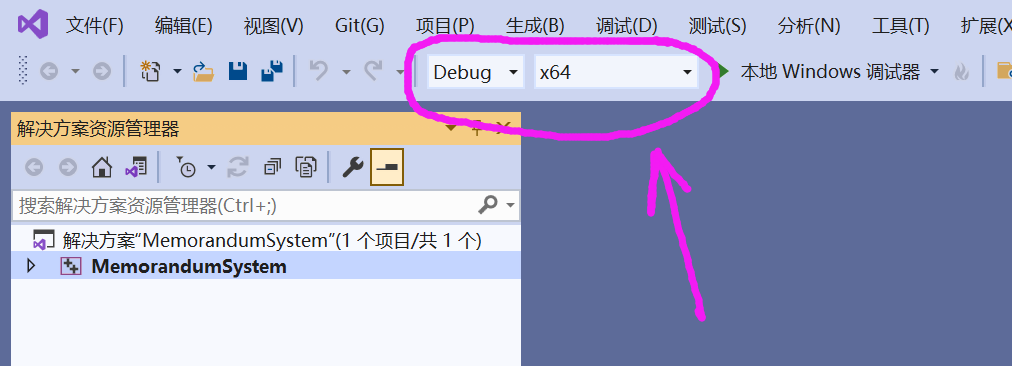 文件(F) 编辑(E) 视图(V) Git(G) 项目(P) 生成(B) 调试(D) 测试(S) 分析(N) 工具(T) 扩展(X
Debug x64 本地 Windows 调试器
解决方案资源管理器
搜索解决方案资源管理器(Ctrl+;)
解决方案“MemorandumSystem”(1 个项目/共 1 个)
MemorandumSystem